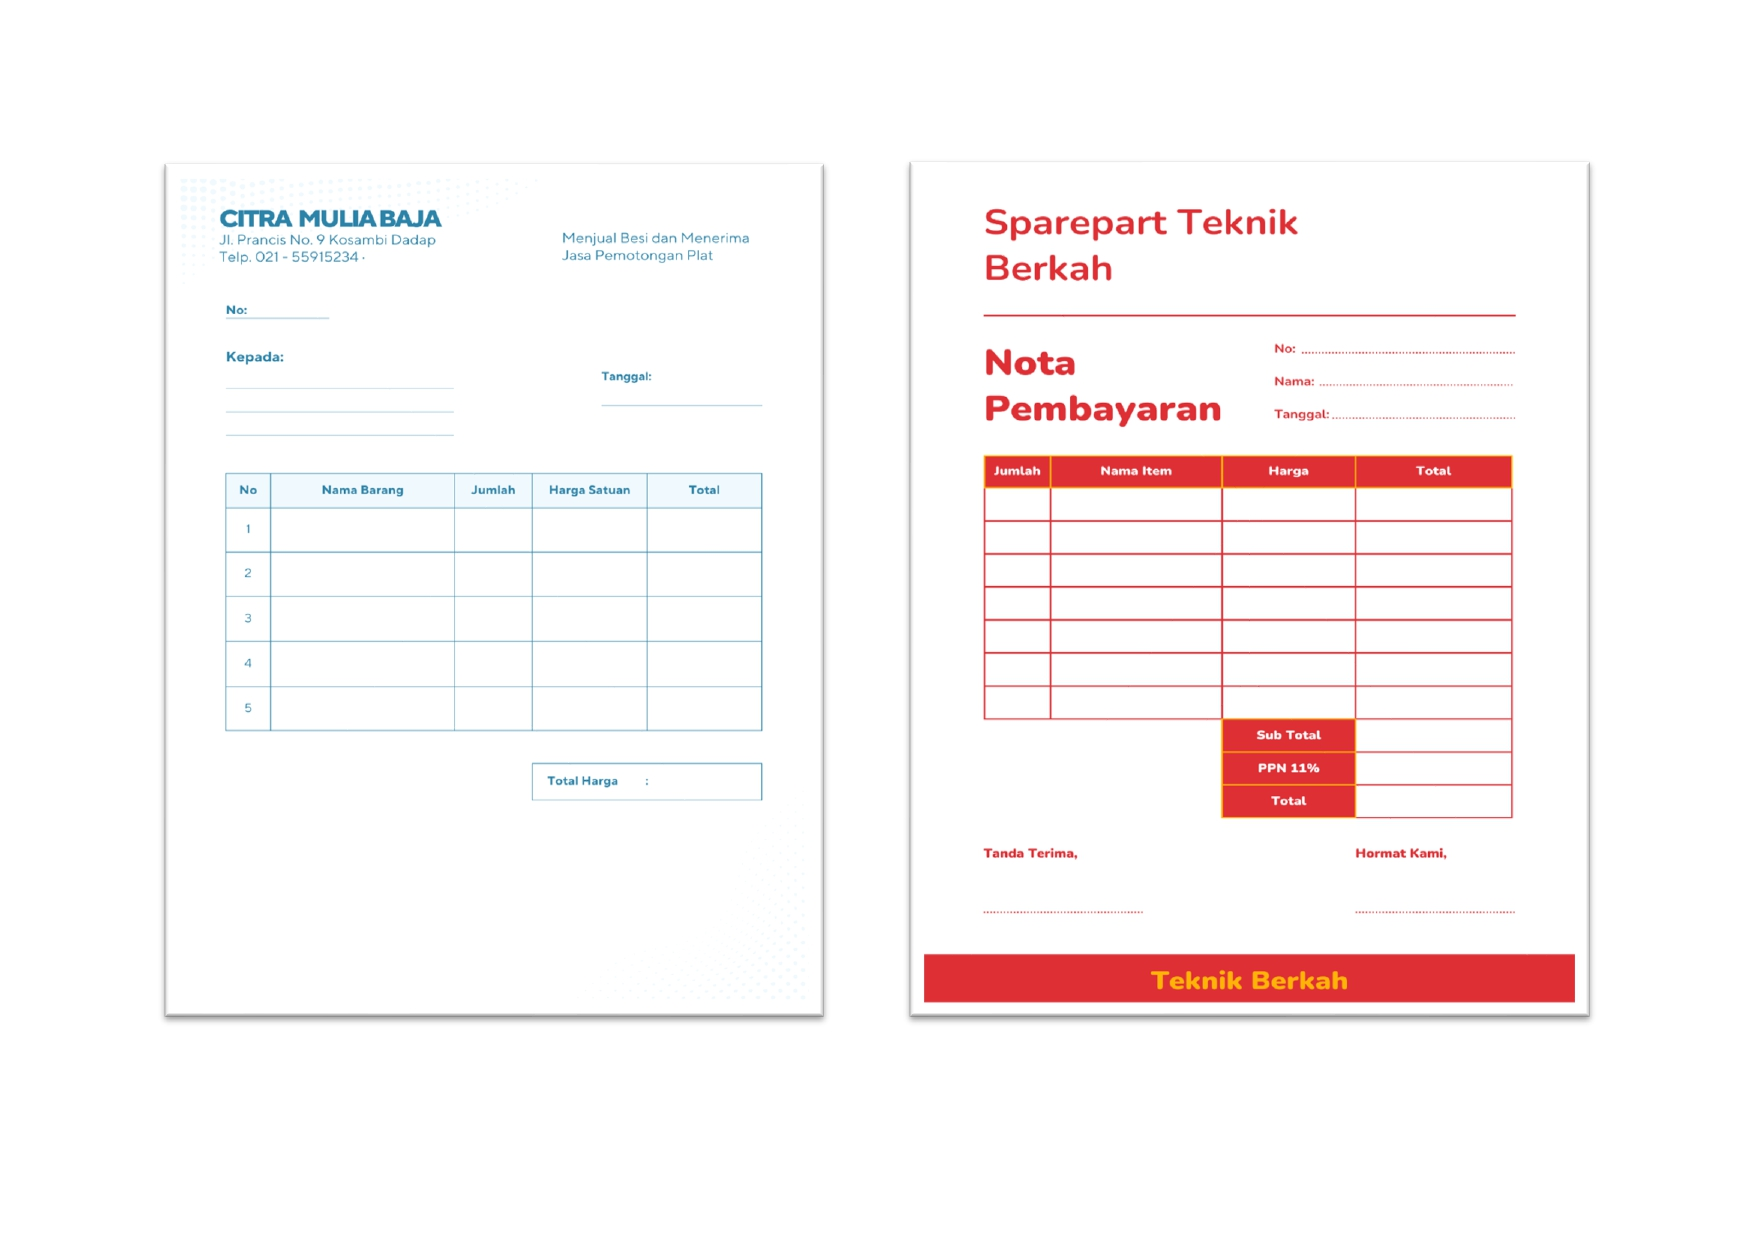 CITRA MULIA BAJA
Jl. Prancis No. 9 Kosambi Dadap
Telp. 021 - 55915234 ·
Menjual Besi dan Menerima
Jasa Pemotongan Plat
No:
Kepada:
Tanggal:
No Nama Barang Jumlah Harga Satuan Total
1
2
3
4
5
Total Harga :
Sparepart Teknik
Berkah
Nota
Pembayaran
No:
Nama:
Tanggal:
Jumlah Nama Item Harga Total
Sub Total
PPN 11%
Total
Tanda Terima, Hormat Kami,
Teknik Berkah